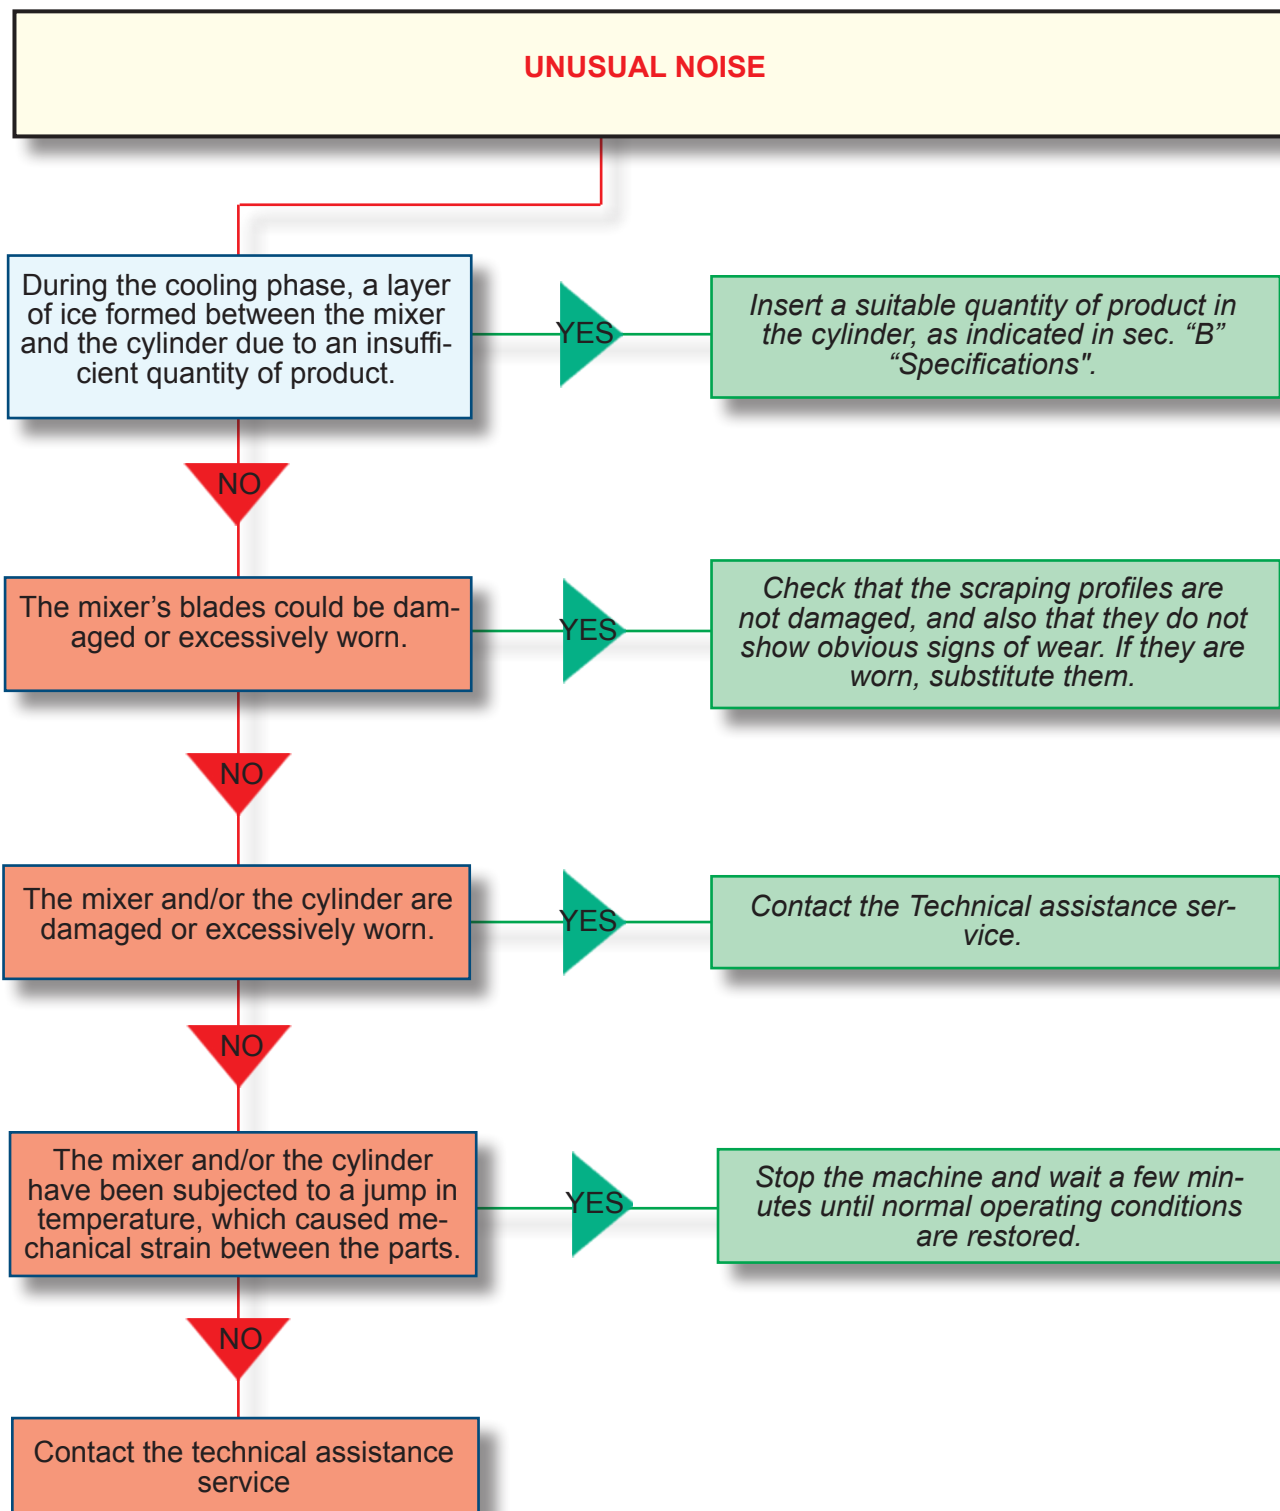 UNUSUAL NOISE
During the cooling phase, a layer
of ice formed between the mixer
and the cylinder due to an insuffi-
cient quantity of product.
YES
Insert a suitable quantity of product in
the cylinder, as indicated in sec. “B”
“Specifications".
NO
The mixer’s blades could be dam-
aged or excessively worn.
YES
Check that the scraping profiles are
not damaged, and also that they do not
show obvious signs of wear. If they are
worn, substitute them.
NO
The mixer and/or the cylinder are
damaged or excessively worn.
YES
Contact the Technical assistance ser-
vice.
NO
The mixer and/or the cylinder
have been subjected to a jump in
temperature, which caused me-
chanical strain between the parts.
YES
Stop the machine and wait a few min-
utes until normal operating conditions
are restored.
NO
Contact the technical assistance
service